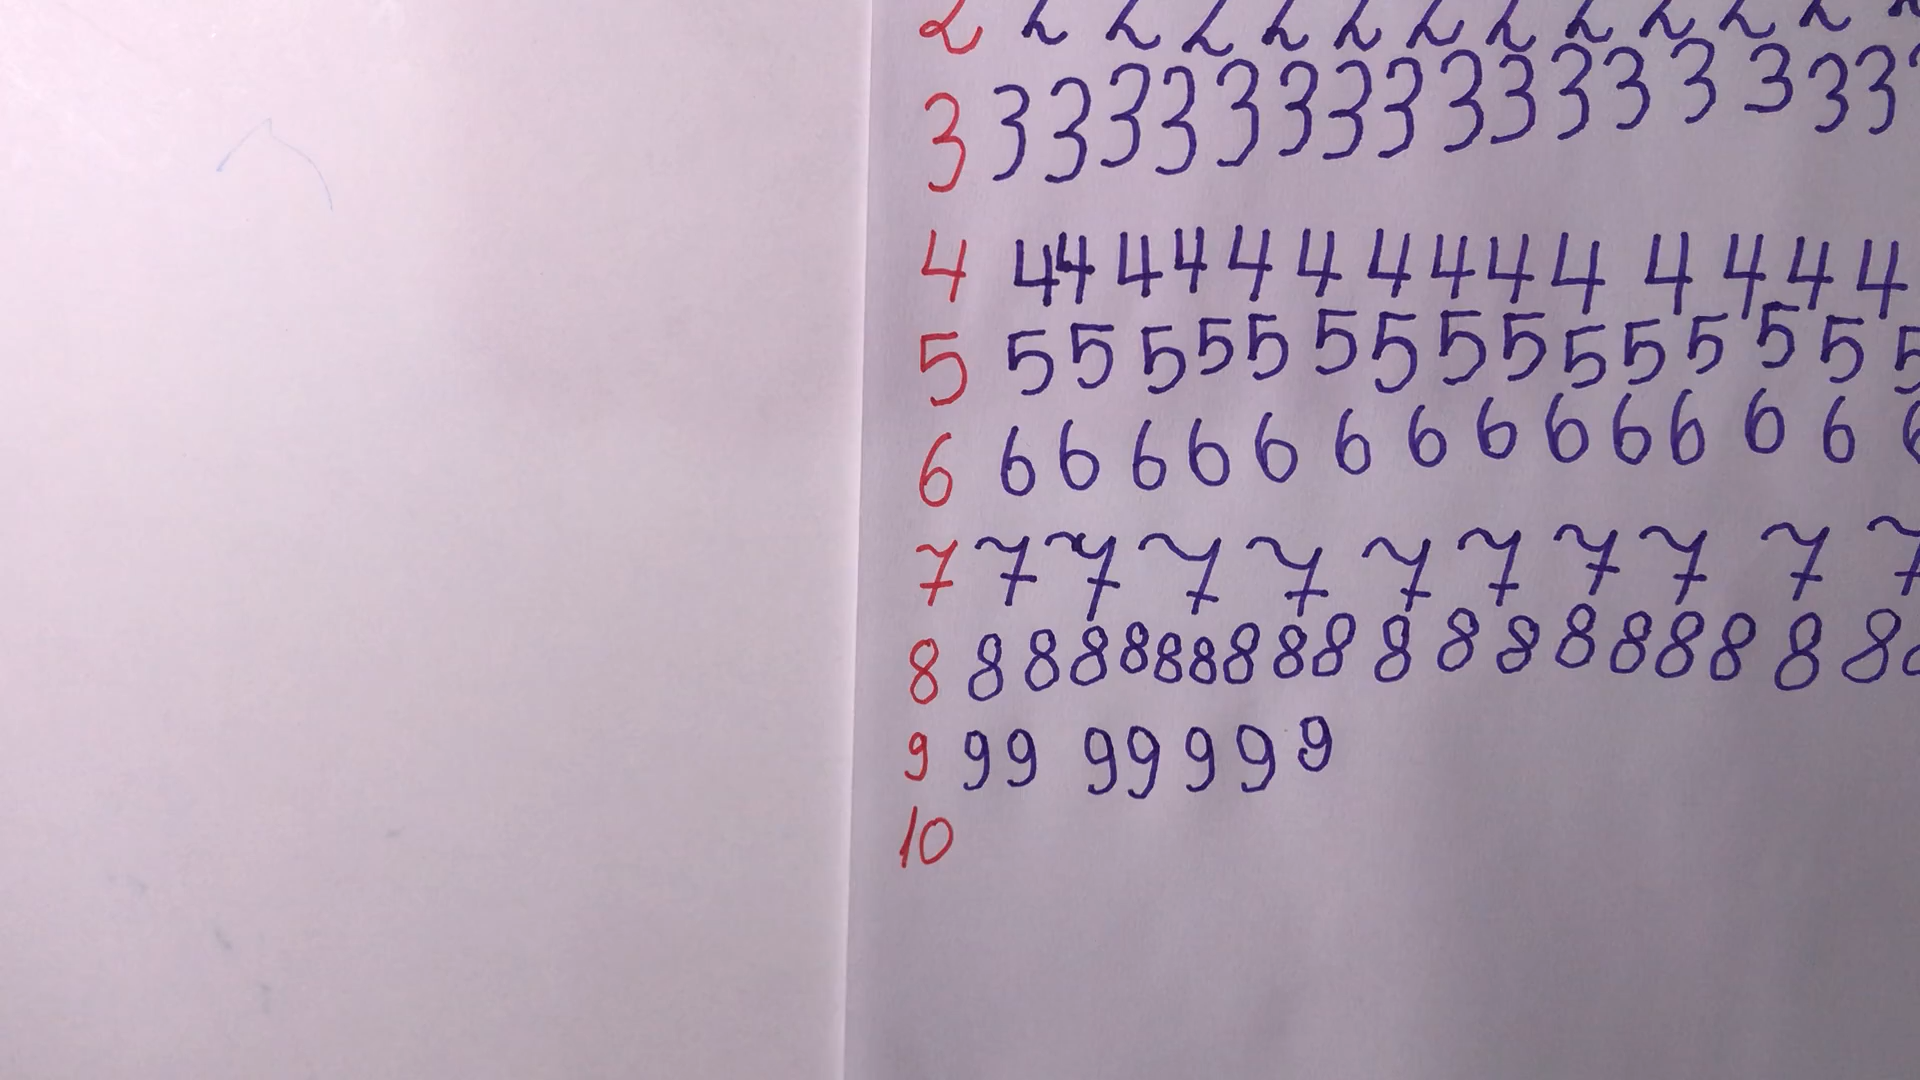 2 2 2 2 2 2 2 2 2 2 2 2
3 3 3 3 3 3 3 3 3 3 3 3 3 3 3 3 3
4 4 4 4 4 4 4 4 4 4 4 4 4 4 4
5 5 5 5 5 5 5 5 5 5 5 5 5 5 5 5
6 6 6 6 6 6 6 6 6 6 6 6 6 6 6
7 7 7 7 7 7 7 7 7 7 7
8 8 8 8 8 8 8 8 8 8 8 8 8 8 8 8 8 8 8
9 9 9 9 9 9 9 9
10